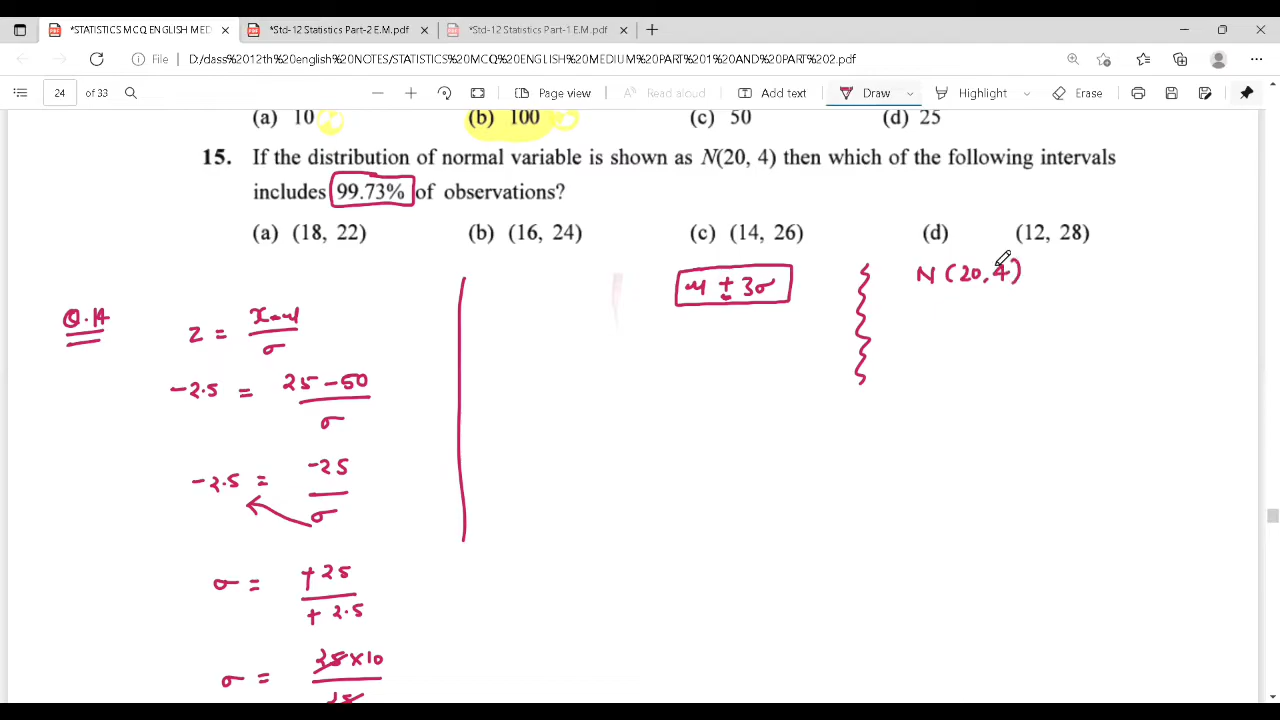 *STATISTICS MCQ ENGLISH MED
*Std-12 Statistics Part-2 E.M.pdf
*Std-12 Statistics Part-1 E.M.pdf
File D:/dass%2012th%20english%20NOTES/STATISTICS%20MCQ%20ENGLISH%20MEDIUM%20PART%201%20AND%20PART%202.pdf
24 of 33
Page view
Read aloud
Add text
Draw
Highlight
Erase
(a) 10 (b) 100 (c) 50 (d) 25
15. If the distribution of normal variable is shown as N(20, 4) then which of the following intervals
includes 99.73% of observations?
(a) (18, 22) (b) (16, 24) (c) (14, 26) (d) (12, 28)
Q.14
z = x-μ
σ
-2.5 = 25-50
σ
-2.5 = -25
σ
σ = +25
+2.5
σ = 25×10
25
μ ± 3σ
N(20,4)